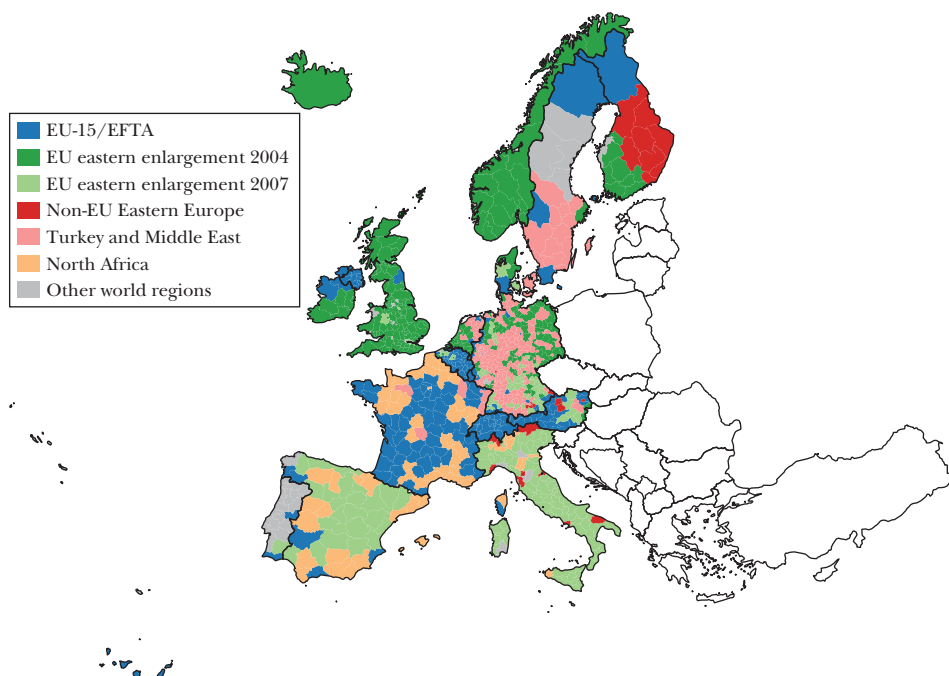 EU-15/EFTA
EU eastern enlargement 2004
EU eastern enlargement 2007
Non-EU Eastern Europe
Turkey and Middle East
North Africa
Other world regions